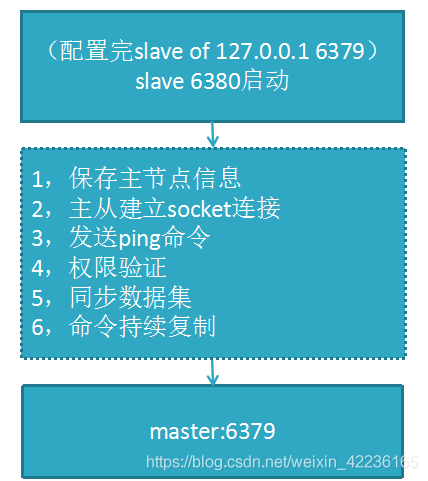 （配置完slave of 127.0.0.1 6379）
slave 6380启动
1，保存主节点信息
2，主从建立socket连接
3，发送ping命令
4，权限验证
5，同步数据集
6，命令持续复制
master:6379
https://blog.csdn.net/weixin_42236165